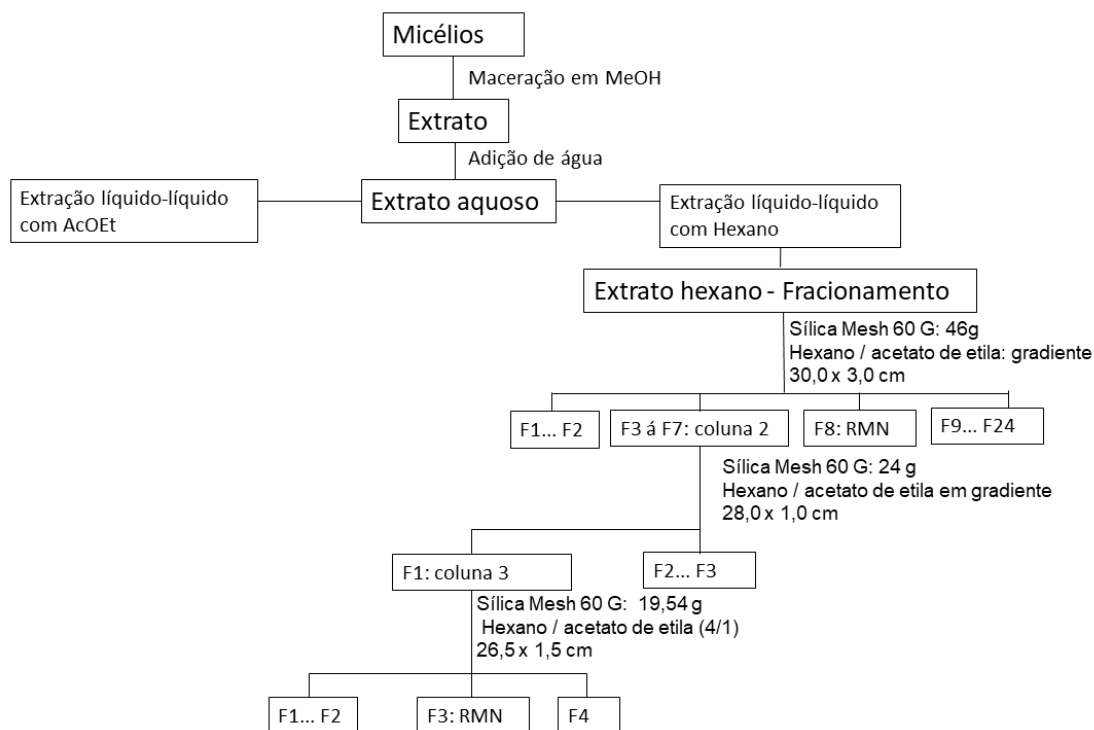 Micélios
Maceração em MeOH
Extrato
Adição de água
Extração líquido-líquido
com AcOEt
Extrato aquoso
Extração líquido-líquido
com Hexano
Extrato hexano - Fracionamento
Sílica Mesh 60 G: 46g
Hexano / acetato de etila: gradiente
30,0 x 3,0 cm
F1... F2
F3 á F7: coluna 2
F8: RMN
F9... F24
Sílica Mesh 60 G: 24 g
Hexano / acetato de etila em gradiente
28,0 x 1,0 cm
F1: coluna 3
F2... F3
Sílica Mesh 60 G: 19,54 g
Hexano / acetato de etila (4/1)
26,5 x 1,5 cm
F1... F2
F3: RMN
F4